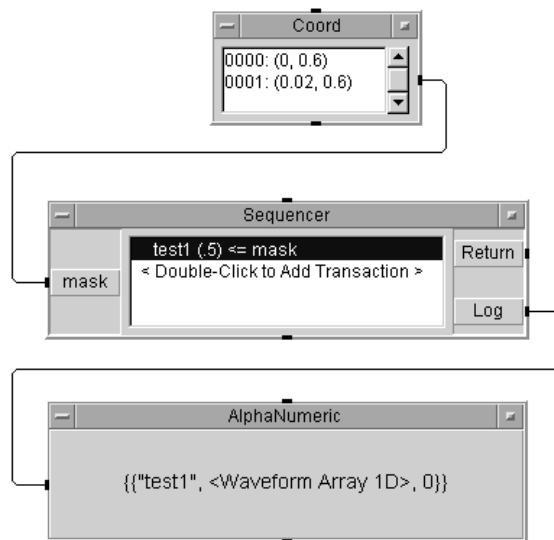 Coord
0000: (0, 0.6)
0001: (0.02, 0.6)
Sequencer
mask
test1 (.5) <= mask
< Double-Click to Add Transaction >
Return
Log
AlphaNumeric
{{"test1", <Waveform Array 1D>, 0}}